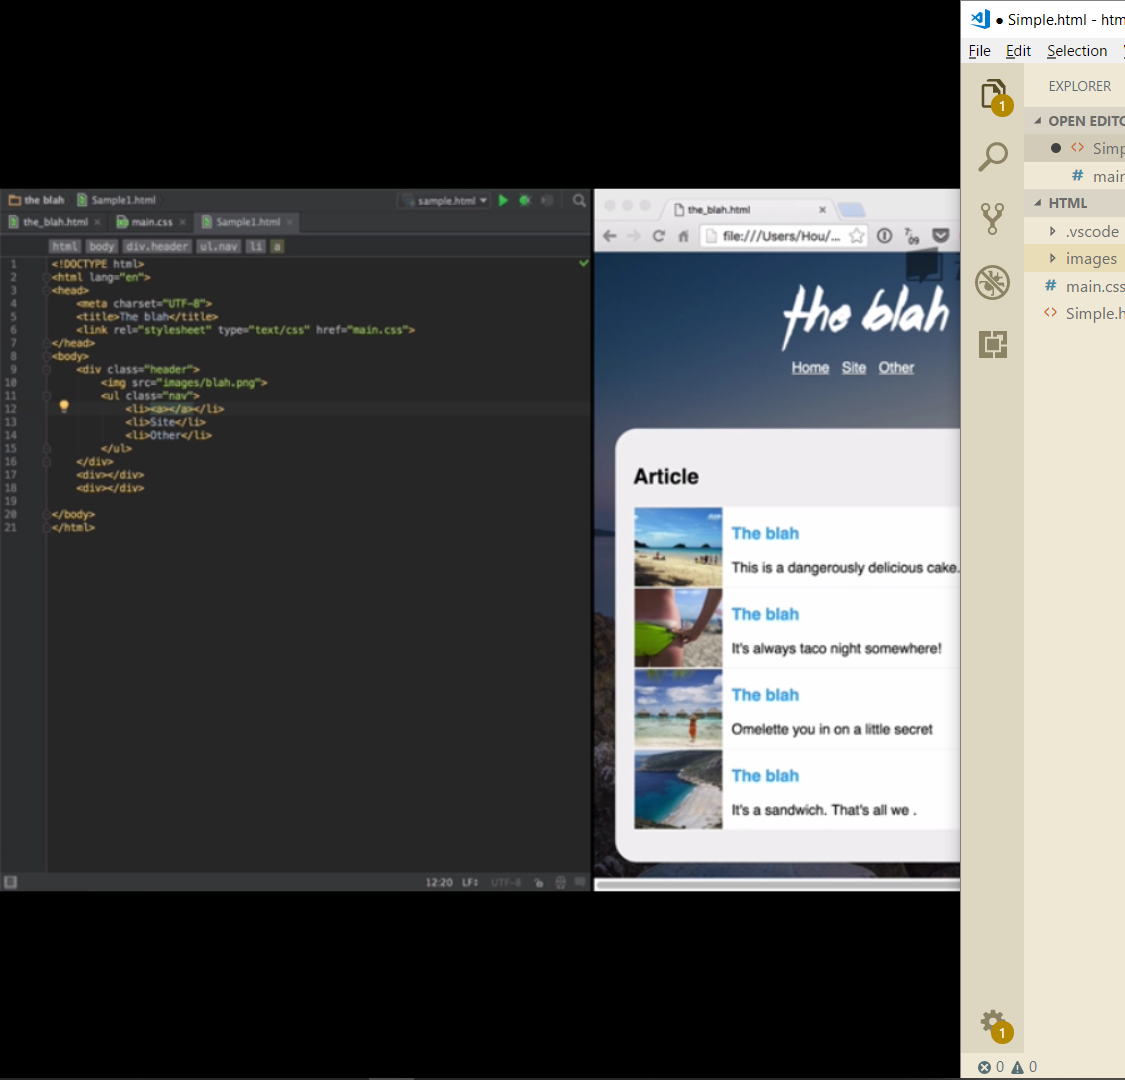 the blah Sample1.html sample.html
the_blah.html main.css Sample1.html
html body div.header ul.nav li a
1 <!DOCTYPE html>
2 <html lang="en">
3 <head>
4 <meta charset="UTF-8">
5 <title>The blah</title>
6 <link rel="stylesheet" type="text/css" href="main.css">
7 </head>
8 <body>
9 <div class="header">
10 <img src="images/blah.png">
11 <ul class="nav">
12 <li><a></a></li>
13 <li>Site</li>
14 <li>Other</li>
15 </ul>
16 </div>
17 <div></div>
18 <div></div>
19
20 </body>
21 </html>
12:20 LF÷ UTF-8
the_blah.html
file:///Users/Hou/...
the blah
Home Site Other
Article
The blah
This is a dangerously delicious cake.
The blah
It's always taco night somewhere!
The blah
Omelette you in on a little secret
The blah
It's a sandwich. That's all we .
● Simple.html - htm
File Edit Selection
EXPLORER
1
OPEN EDITO
● <> Simp
# main
HTML
.vscode
images
# main.css
<> Simple.h
1
0 0